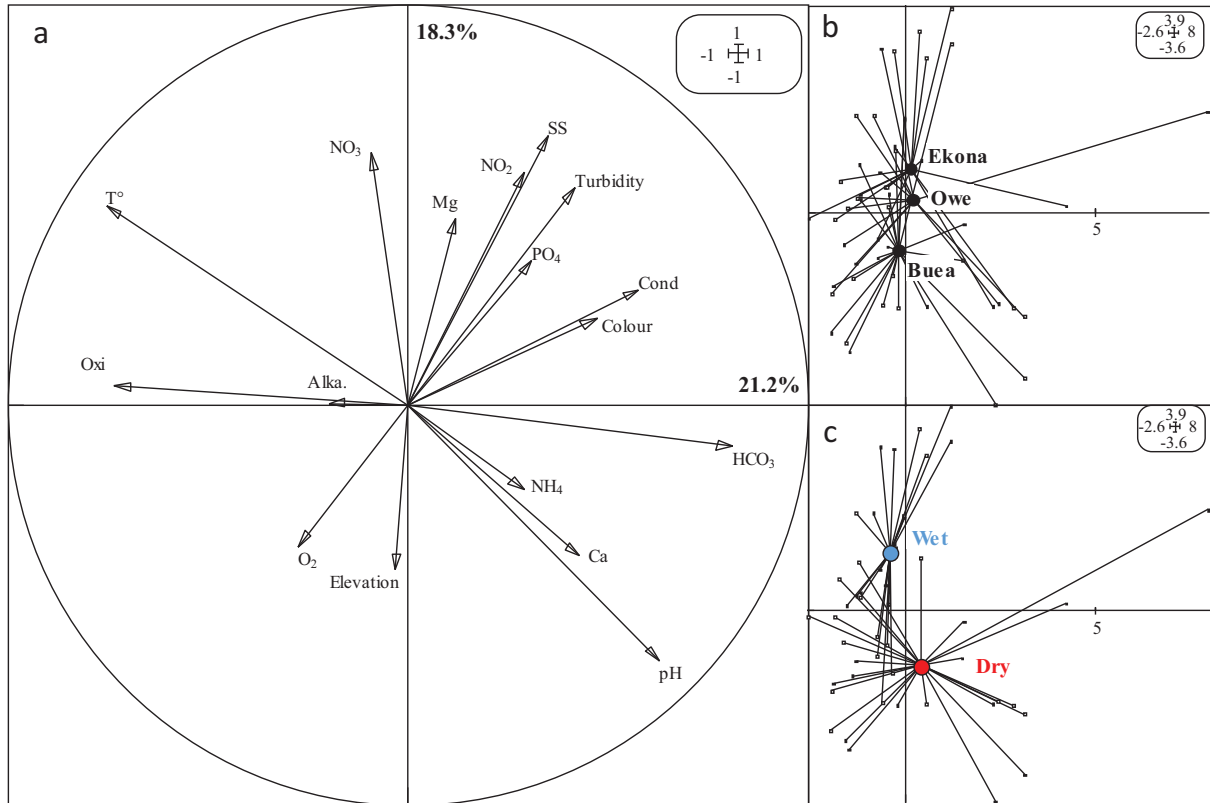 a
18.3%
1
-1 1
-1
SS
NO₃
NO₂
Turbidity
T°
Mg
PO₄
Cond
Colour
Oxi
Alka.
21.2%
HCO₃
NH₄
O₂
Ca
Elevation
pH
b
3.9
-2.6 8
-3.6
Ekona
Owe
5
Buea
c
3.9
-2.6 8
-3.6
Wet
5
Dry